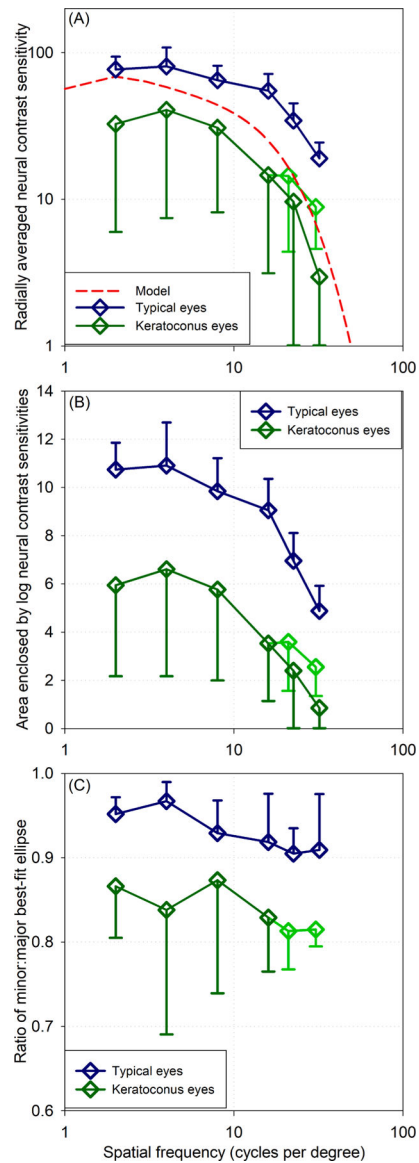 (A)
Radially averaged neural contrast sensitivity
100
10
1
Model
Typical eyes
Keratoconus eyes
1
10
100
(B)
Area enclosed by log neural contrast sensitivities
14
12
10
8
6
4
2
0
Typical eyes
Keratoconus eyes
1
10
100
(C)
Ratio of minor:major best-fit ellipse
1.0
0.9
0.8
0.7
0.6
Typical eyes
Keratoconus eyes
1
10
100
Spatial frequency (cycles per degree)